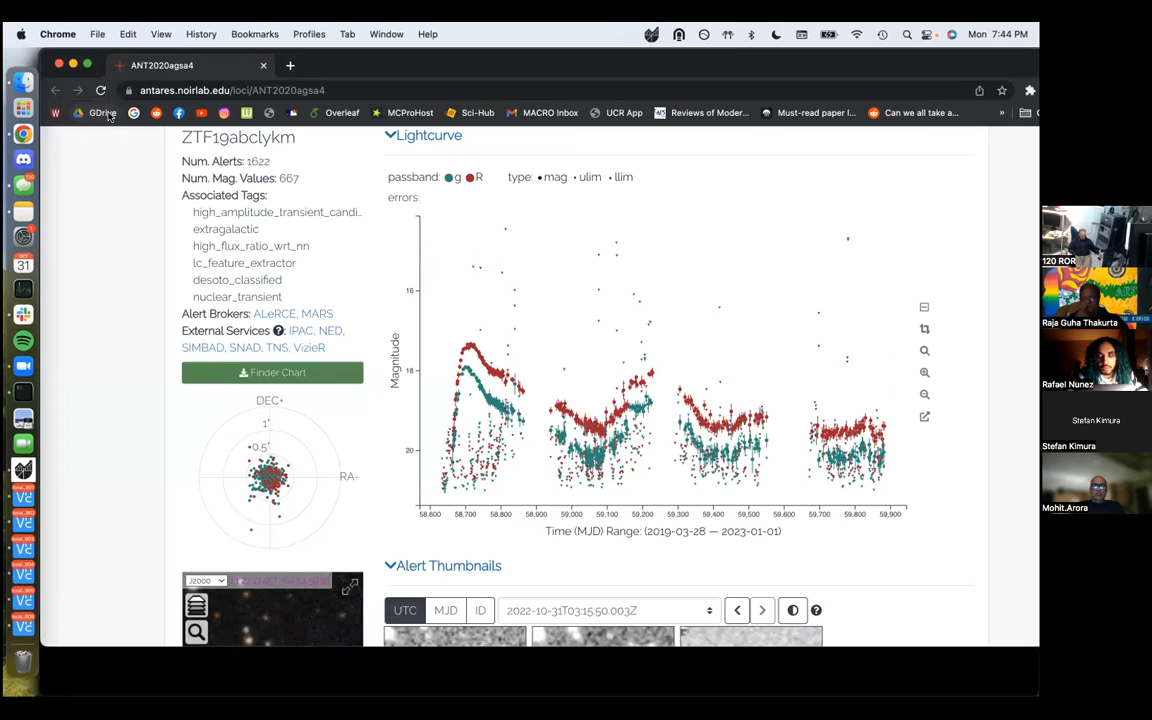 Chrome File Edit View History Bookmarks Profiles Tab Window Help Mon 7:44 PM
ANT2020agsa4
antares.noirlab.edu/loci/ANT2020agsa4
GDrive Overleaf MCProHost Sci-Hub MACRO Inbox UCR App Reviews of Moder... Must-read paper l... Can we all take a... »
ZTF19abclykm
Num. Alerts: 1622
Num. Mag. Values: 667
Associated Tags:
high_amplitude_transient_candi...
extragalactic
high_flux_ratio_wrt_nn
lc_feature_extractor
desoto_classified
nuclear_transient
Alert Brokers: ALeRCE, MARS
External Services ?: IPAC, NED,
SIMBAD, SNAD, TNS, VizieR
Finder Chart
DEC+
1"
0.5"
RA-
J2000
Lightcurve
passband: g R type: mag ulim llim
errors:
16
18
20
Magnitude
58,600 58,700 58,800 58,900 59,000 59,100 59,200 59,300 59,400 59,500 59,600 59,700 59,800 59,900
Time (MJD) Range: (2019-03-28 — 2023-01-01)
Alert Thumbnails
UTC MJD ID 2022-10-31T03:15:50.003Z
OCT
31
120 ROR
Raja Guha Thakurta
Rafael Nunez
Stefan Kimura
Stefan Kimura
Mohit.Arora